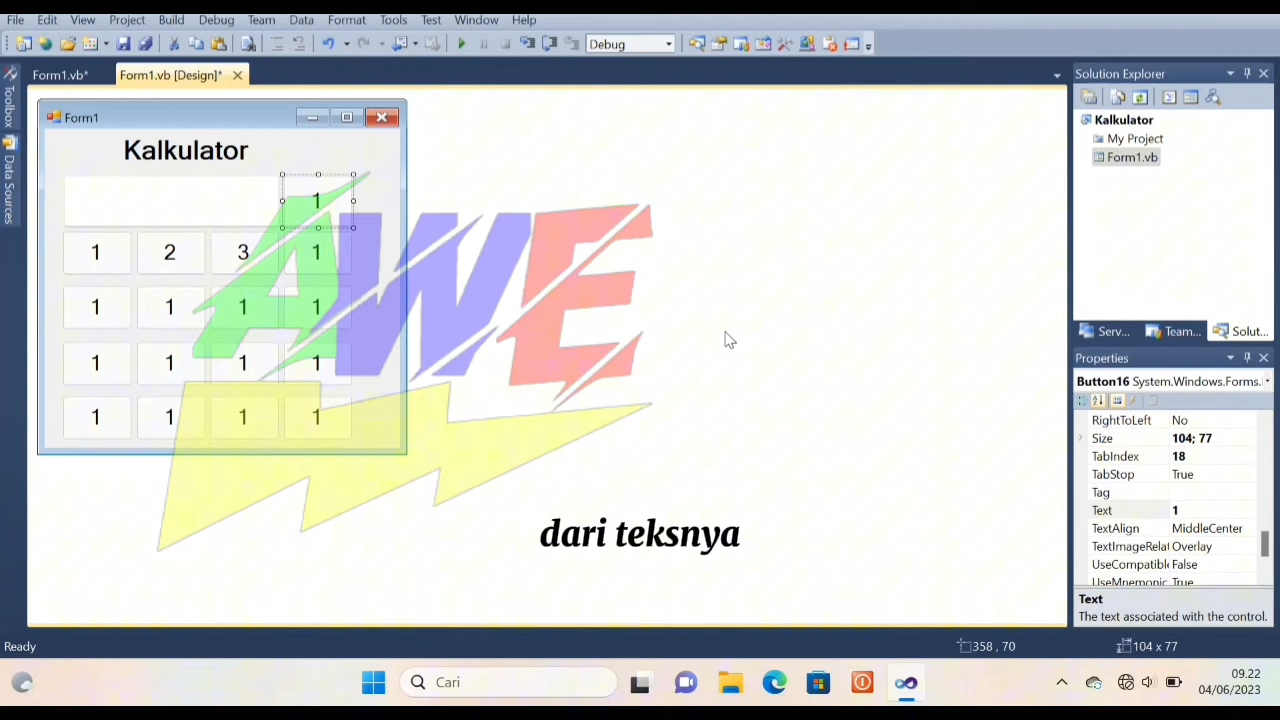 File Edit View Project Build Debug Team Data Format Tools Test Window Help
Debug
Form1.vb* Form1.vb [Design]*
Toolbox
Data Sources
Form1
Kalkulator
1
1 2 3 1
1 1 1 1
1 1 1 1
1 1 1 1
AWE
dari teksnya
Solution Explorer
Kalkulator
My Project
Form1.vb
Serv... Team... Solut...
Properties
Button16 System.Windows.Forms.
RightToLeft No
Size 104; 77
TabIndex 18
TabStop True
Tag
Text 1
TextAlign MiddleCenter
TextImageRelat Overlay
UseCompatibl False
UseMnemonic True
Text
The text associated with the control.
Ready 358 , 70 104 x 77
Cari
09.22
04/06/2023